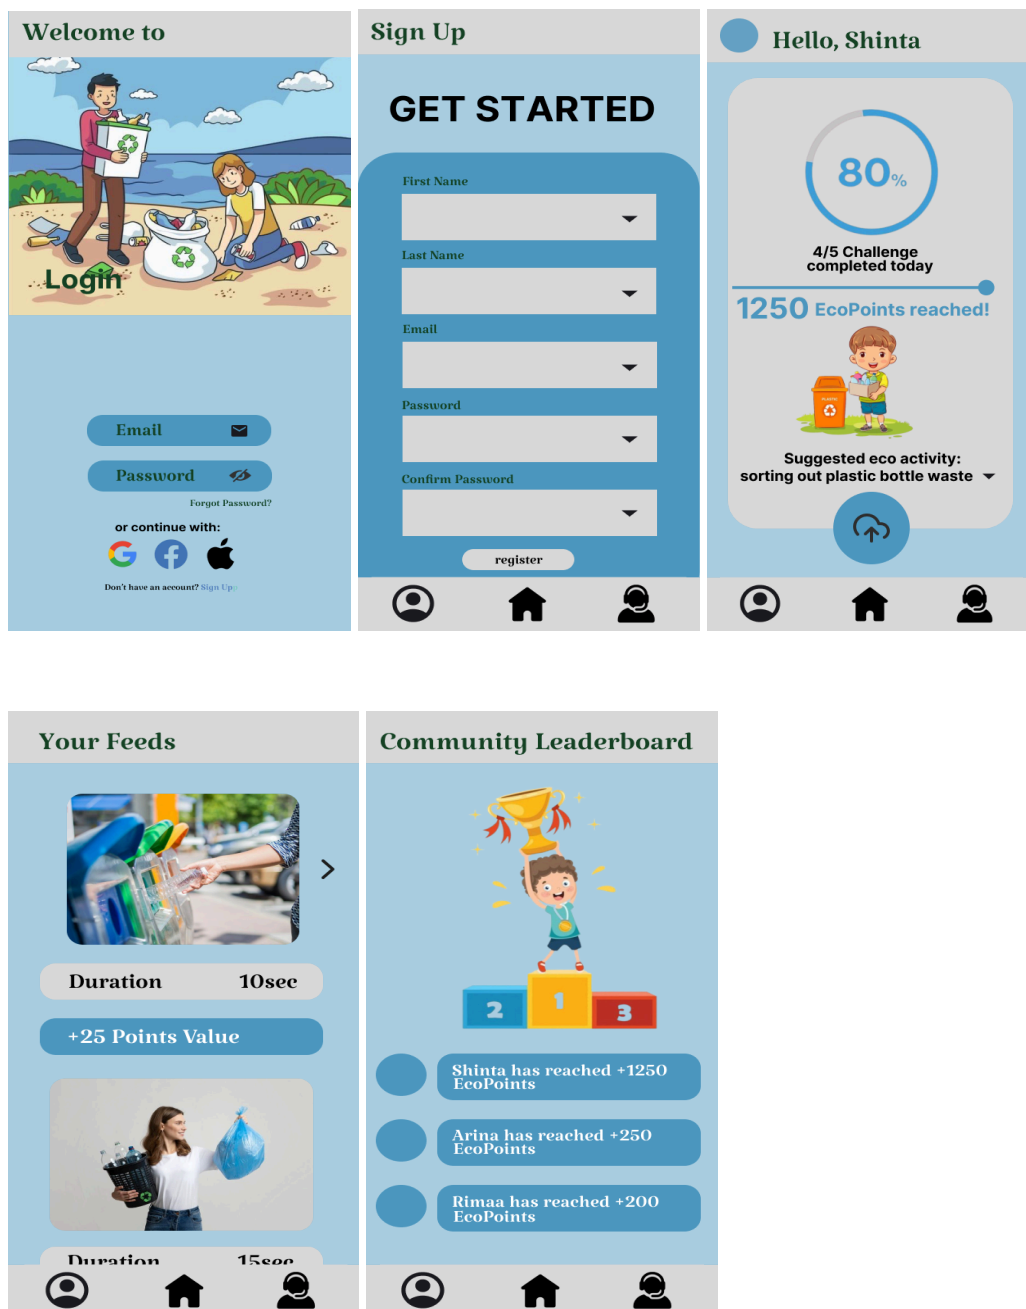 Welcome to
Login
Email
Password
Forgot Password?
or continue with:
Don't have an account? Sign Up
Sign Up
GET STARTED
First Name
Last Name
Email
Password
Confirm Password
register
Hello, Shinta
80%
4/5 Challenge
completed today
1250 EcoPoints reached!
PLASTIC
Suggested eco activity:
sorting out plastic bottle waste
Your Feeds
Duration 10sec
+25 Points Value
Duration 15sec
Community Leaderboard
2 1 3
Shinta has reached +1250
EcoPoints
Arina has reached +250
EcoPoints
Rimaa has reached +200
EcoPoints